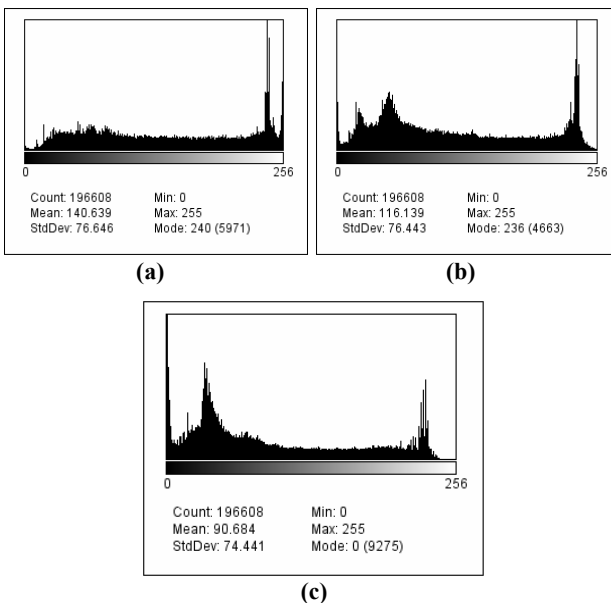 0 256
Count: 196608 Min: 0
Mean: 140.639 Max: 255
StdDev: 76.646 Mode: 240 (5971)
(a)
0 256
Count: 196608 Min: 0
Mean: 116.139 Max: 255
StdDev: 76.443 Mode: 236 (4663)
(b)
0 256
Count: 196608 Min: 0
Mean: 90.684 Max: 255
StdDev: 74.441 Mode: 0 (9275)
(c)